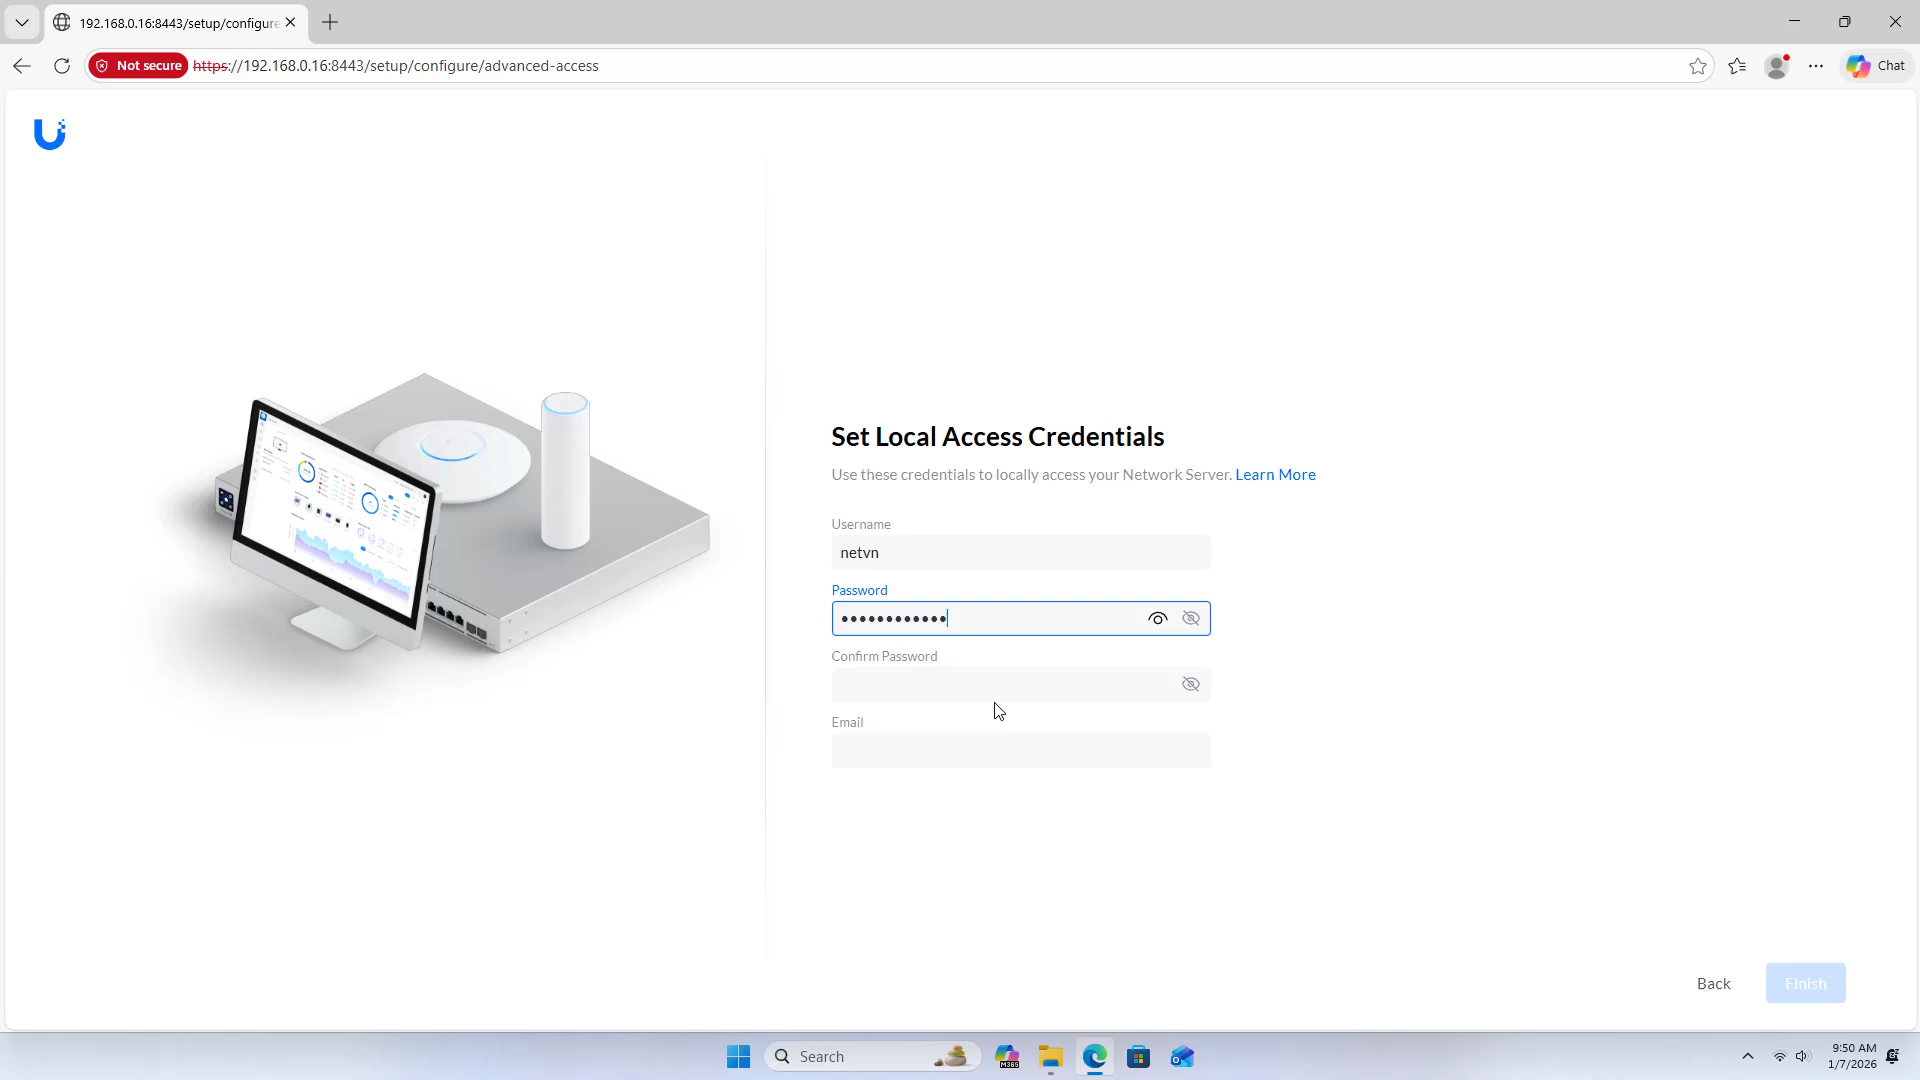 192.168.0.16:8443/setup/configure
Not secure https://192.168.0.16:8443/setup/configure/advanced-access
Chat
Set Local Access Credentials
Use these credentials to locally access your Network Server. Learn More
Username
netvn
Password
••••••••••••
Confirm Password
Email
Back
Finish
Search
M365
9:50 AM
1/7/2026